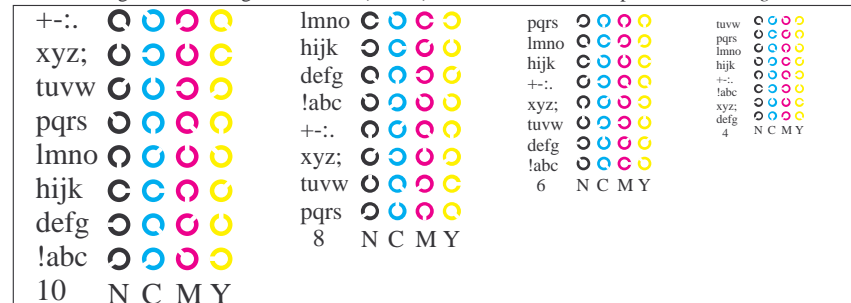 +-:.
xyz;
tuvw
pqrs
lmno
hijk
defg
!abc
10 N C M Y
lmno
hijk
defg
!abc
+-:.
xyz;
tuvw
pqrs
8 N C M Y
pqrs
lmno
hijk
+-:.
xyz;
tuvw
defg
!abc
6 N C M Y
tuvw
pqrs
lmno
hijk
+-:.
!abc
xyz;
defg
4 N C M Y